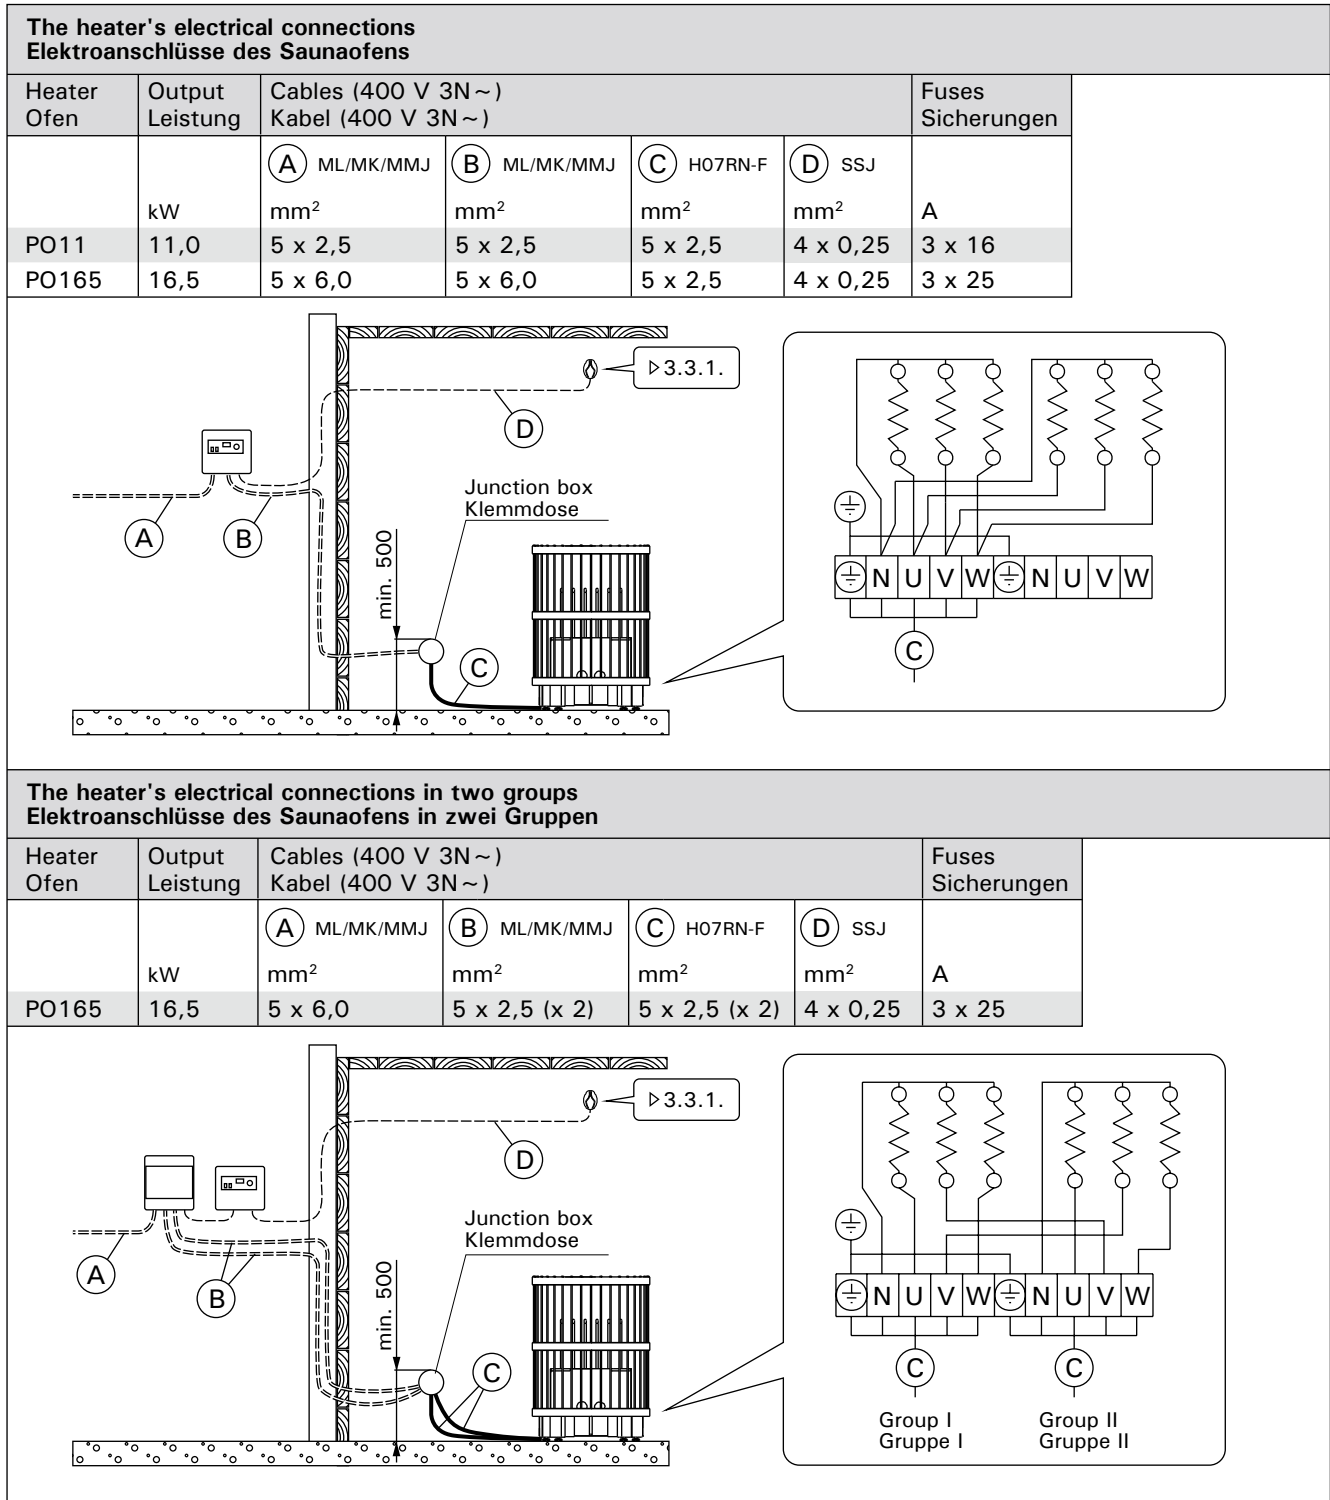 The heater's electrical connections
Elektroanschlüsse des Saunaofens
Heater Output Cables (400 V 3N~) Fuses
Ofen Leistung Kabel (400 V 3N~) Sicherungen
A ML/MK/MMJ B ML/MK/MMJ C H07RN-F D SSJ
kW mm² mm² mm² mm² A
PO11 11,0 5 x 2,5 5 x 2,5 5 x 2,5 4 x 0,25 3 x 16
PO165 16,5 5 x 6,0 5 x 6,0 5 x 2,5 4 x 0,25 3 x 25
▷3.3.1.
D
A
B
Junction box
Klemmdose
min. 500
C
N U V W N U V W
C
The heater's electrical connections in two groups
Elektroanschlüsse des Saunaofens in zwei Gruppen
Heater Output Cables (400 V 3N~) Fuses
Ofen Leistung Kabel (400 V 3N~) Sicherungen
A ML/MK/MMJ B ML/MK/MMJ C H07RN-F D SSJ
kW mm² mm² mm² mm² A
PO165 16,5 5 x 6,0 5 x 2,5 (x 2) 5 x 2,5 (x 2) 4 x 0,25 3 x 25
▷3.3.1.
D
A
B
Junction box
Klemmdose
min. 500
C
N U V W N U V W
C C
Group I Group II
Gruppe I Gruppe II